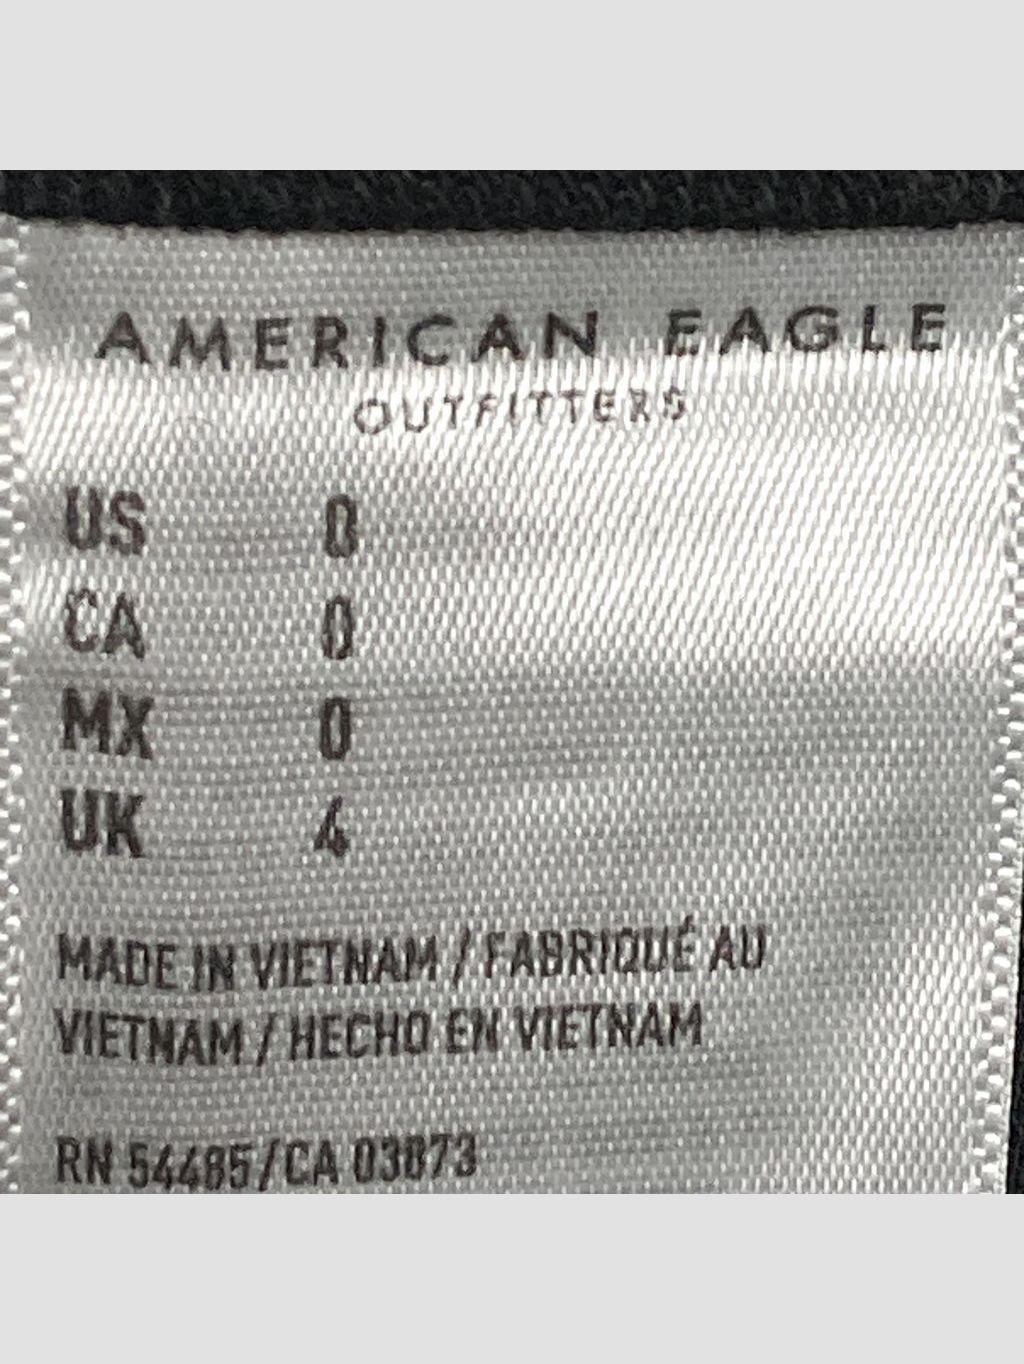 AMERICAN EAGLE
OUTFITTERS
US 0
CA 0
MX 0
UK 4
MADE IN VIETNAM / FABRIQUÉ AU
VIETNAM / HECHO EN VIETNAM
RN 54485/CA 03873